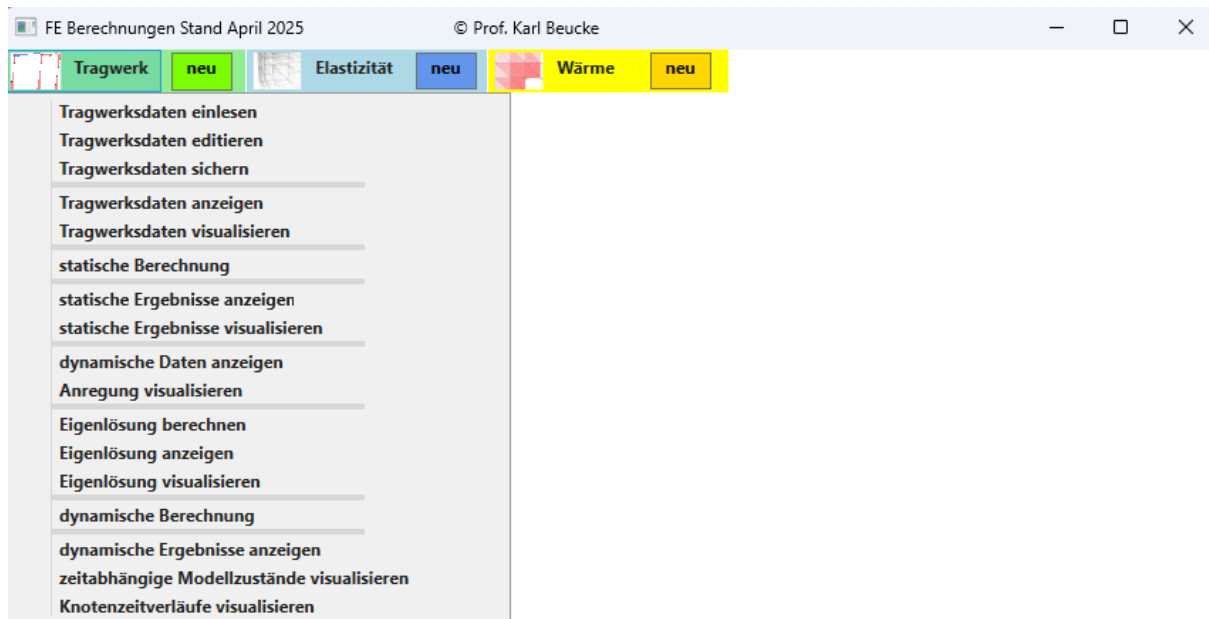 FE Berechnungen Stand April 2025 © Prof. Karl Beucke
Tragwerk neu Elastizität neu Wärme neu
Tragwerksdaten einlesen
Tragwerksdaten editieren
Tragwerksdaten sichern
Tragwerksdaten anzeigen
Tragwerksdaten visualisieren
statische Berechnung
statische Ergebnisse anzeigen
statische Ergebnisse visualisieren
dynamische Daten anzeigen
Anregung visualisieren
Eigenlösung berechnen
Eigenlösung anzeigen
Eigenlösung visualisieren
dynamische Berechnung
dynamische Ergebnisse anzeigen
zeitabhängige Modellzustände visualisieren
Knotenzeitverläufe visualisieren